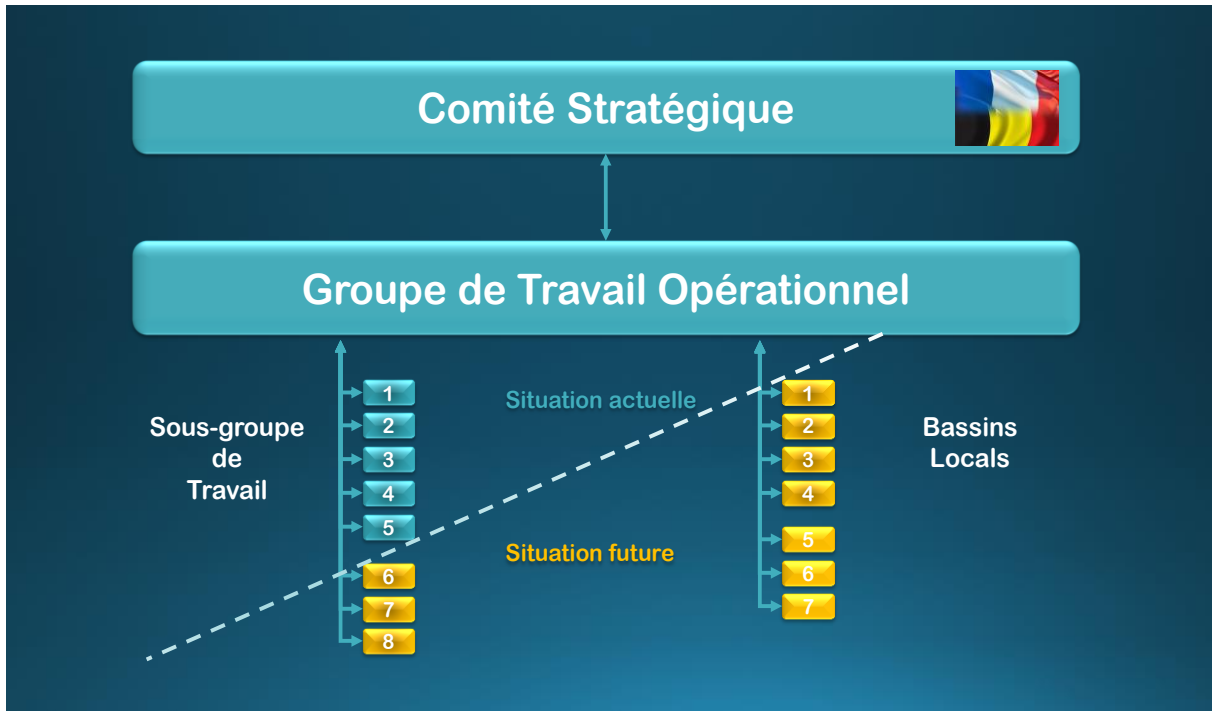 Comité Stratégique
Groupe de Travail Opérationnel
Sous-groupe
de
Travail
1
2
3
4
5
6
7
8
Situation actuelle
Situation future
1
2
3
4
5
6
7
Bassins
Locals